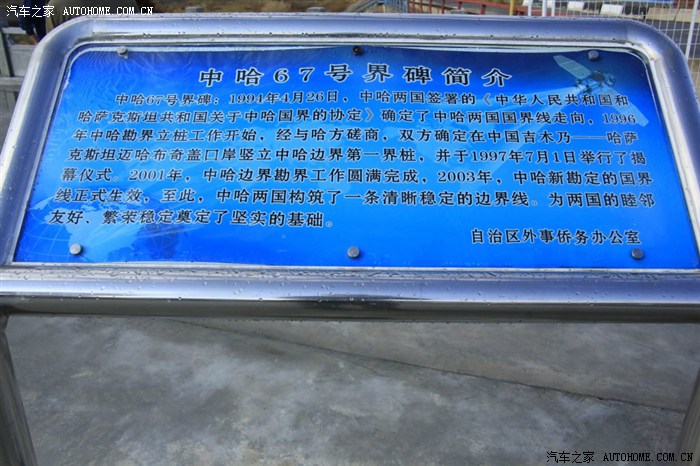 汽车之家 AUTOHOME.COM.CN
中哈67号界碑简介
中哈67号界碑：1994年4月26日，中哈两国签署的《中华人民共和国和
哈萨克斯坦共和国关于中哈国界的协定》确定了中哈两国国界线走向，1996
年中哈勘界立桩工作开始，经与哈方磋商，双方确定在中国吉木乃——哈萨
克斯坦迈哈布奇盖口岸竖立中哈边界第一界桩，并于1997年7月1日举行了揭
幕仪式。2001年，中哈边界勘界工作圆满完成，2003年，中哈新勘定的国界
线正式生效，至此，中哈两国构筑了一条清晰稳定的边界线。为两国的睦邻
友好、繁荣稳定奠定了坚实的基础。
自治区外事侨务办公室
汽车之家 AUTOHOME.COM.CN